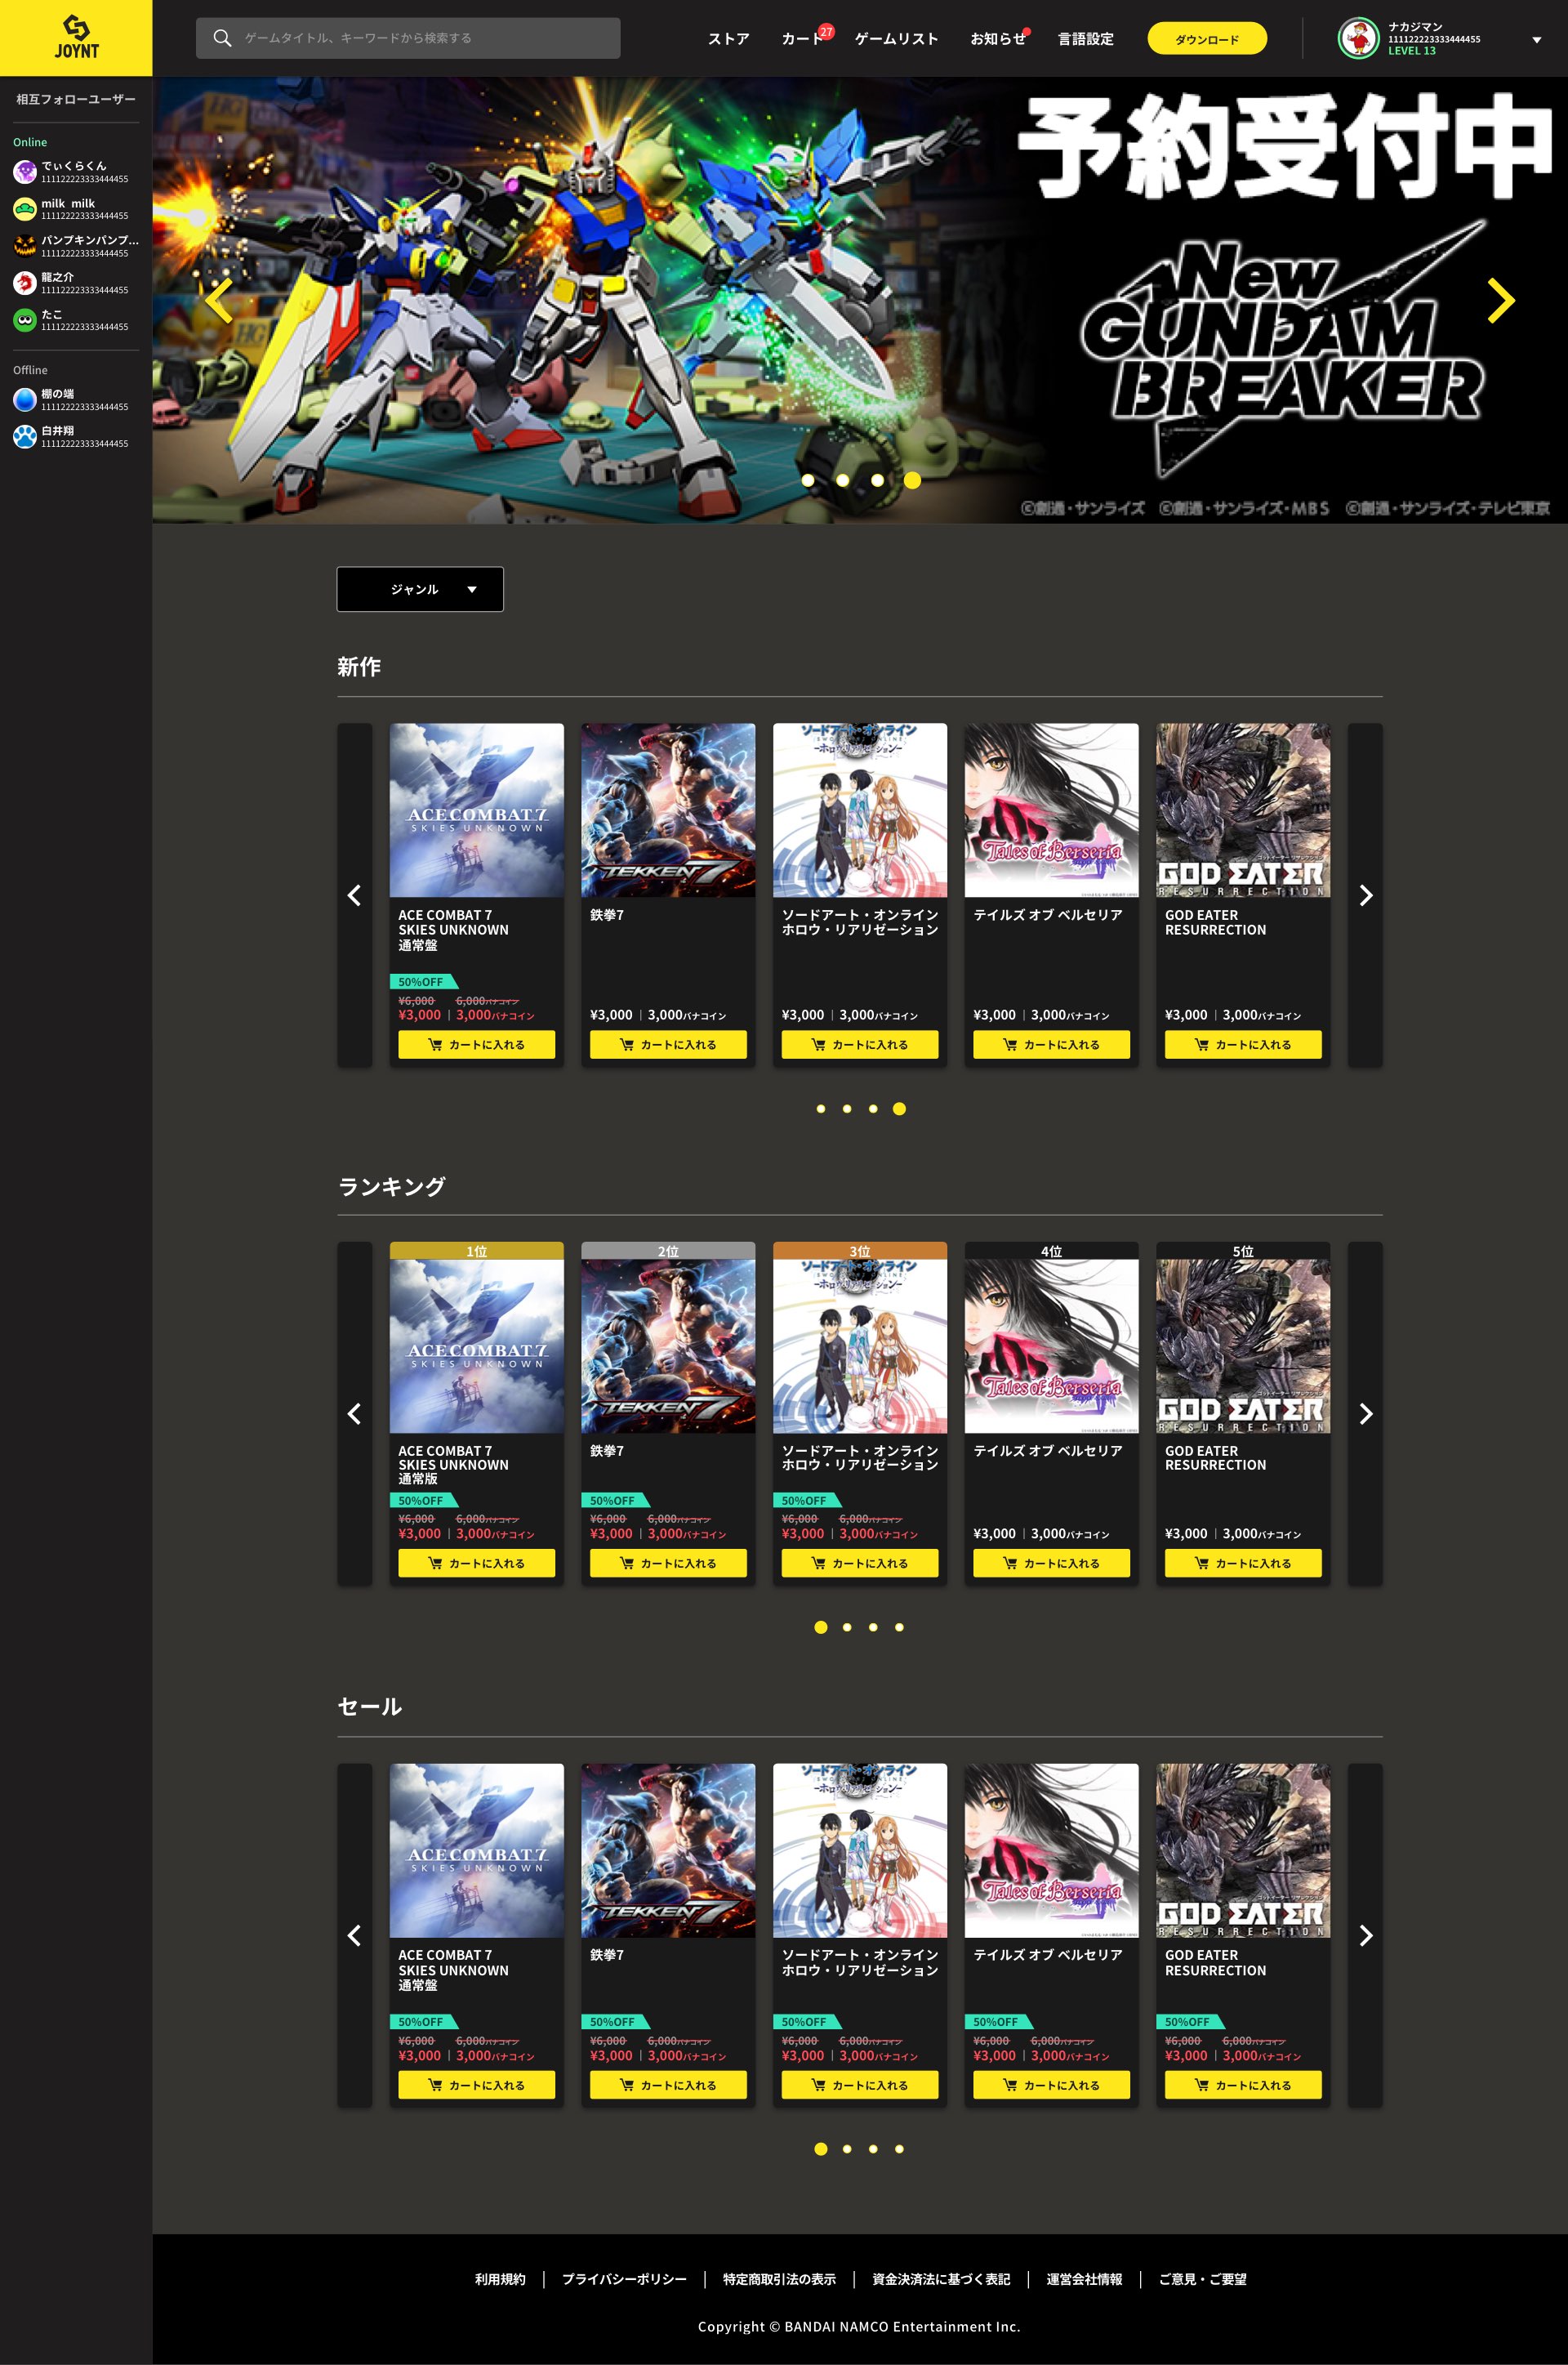 JOYNT
ゲームタイトル、キーワードから検索する
ストア
カート
27
ゲームリスト
お知らせ
言語設定
ダウンロード
ナカジマン
111122223333444455
LEVEL 13
相互フォローユーザー
Online
でぃくらくん
111122223333444455
milk milk
111122223333444455
パンプキンパンプ...
111122223333444455
龍之介
111122223333444455
たこ
111122223333444455
Offline
棚の端
111122223333444455
白井翔
111122223333444455
予約受付中
New
GUNDAM
BREAKER
©創通・サンライズ ©創通・サンライズ・MBS ©創通・サンライズ・テレビ東京
ジャンル
新作
ACE COMBAT 7
SKIES UNKNOWN
TEKKEN 7
ソードアート・オンライン
-ホロウ・リアリゼーション-
Tales of Berseria
GOD EATER
RESURRECTION
ACE COMBAT 7
SKIES UNKNOWN
通常盤
50%OFF
¥6,000 6,000バナコイン
¥3,000 | 3,000バナコイン
カートに入れる
鉄拳7
¥3,000 | 3,000バナコイン
カートに入れる
ソードアート・オンライン
ホロウ・リアリゼーション
¥3,000 | 3,000バナコイン
カートに入れる
テイルズ オブ ベルセリア
¥3,000 | 3,000バナコイン
カートに入れる
GOD EATER
RESURRECTION
¥3,000 | 3,000バナコイン
カートに入れる
ランキング
1位
2位
3位
4位
5位
ACE COMBAT 7
SKIES UNKNOWN
TEKKEN 7
ソードアート・オンライン
-ホロウ・リアリゼーション-
Tales of Berseria
GOD EATER
RESURRECTION
ACE COMBAT 7
SKIES UNKNOWN
通常版
50%OFF
¥6,000 6,000バナコイン
¥3,000 | 3,000バナコイン
カートに入れる
鉄拳7
50%OFF
¥6,000 6,000バナコイン
¥3,000 | 3,000バナコイン
カートに入れる
ソードアート・オンライン
ホロウ・リアリゼーション
50%OFF
¥6,000 6,000バナコイン
¥3,000 | 3,000バナコイン
カートに入れる
テイルズ オブ ベルセリア
¥3,000 | 3,000バナコイン
カートに入れる
GOD EATER
RESURRECTION
¥3,000 | 3,000バナコイン
カートに入れる
セール
ACE COMBAT 7
SKIES UNKNOWN
TEKKEN 7
ソードアート・オンライン
-ホロウ・リアリゼーション-
Tales of Berseria
GOD EATER
RESURRECTION
ACE COMBAT 7
SKIES UNKNOWN
通常盤
50%OFF
¥6,000 6,000バナコイン
¥3,000 | 3,000バナコイン
カートに入れる
鉄拳7
50%OFF
¥6,000 6,000バナコイン
¥3,000 | 3,000バナコイン
カートに入れる
ソードアート・オンライン
ホロウ・リアリゼーション
50%OFF
¥6,000 6,000バナコイン
¥3,000 | 3,000バナコイン
カートに入れる
テイルズ オブ ベルセリア
50%OFF
¥6,000 6,000バナコイン
¥3,000 | 3,000バナコイン
カートに入れる
GOD EATER
RESURRECTION
50%OFF
¥6,000 6,000バナコイン
¥3,000 | 3,000バナコイン
カートに入れる
利用規約 | プライバシーポリシー | 特定商取引法の表示 | 資金決済法に基づく表記 | 運営会社情報 | ご意見・ご要望
Copyright © BANDAI NAMCO Entertainment Inc.